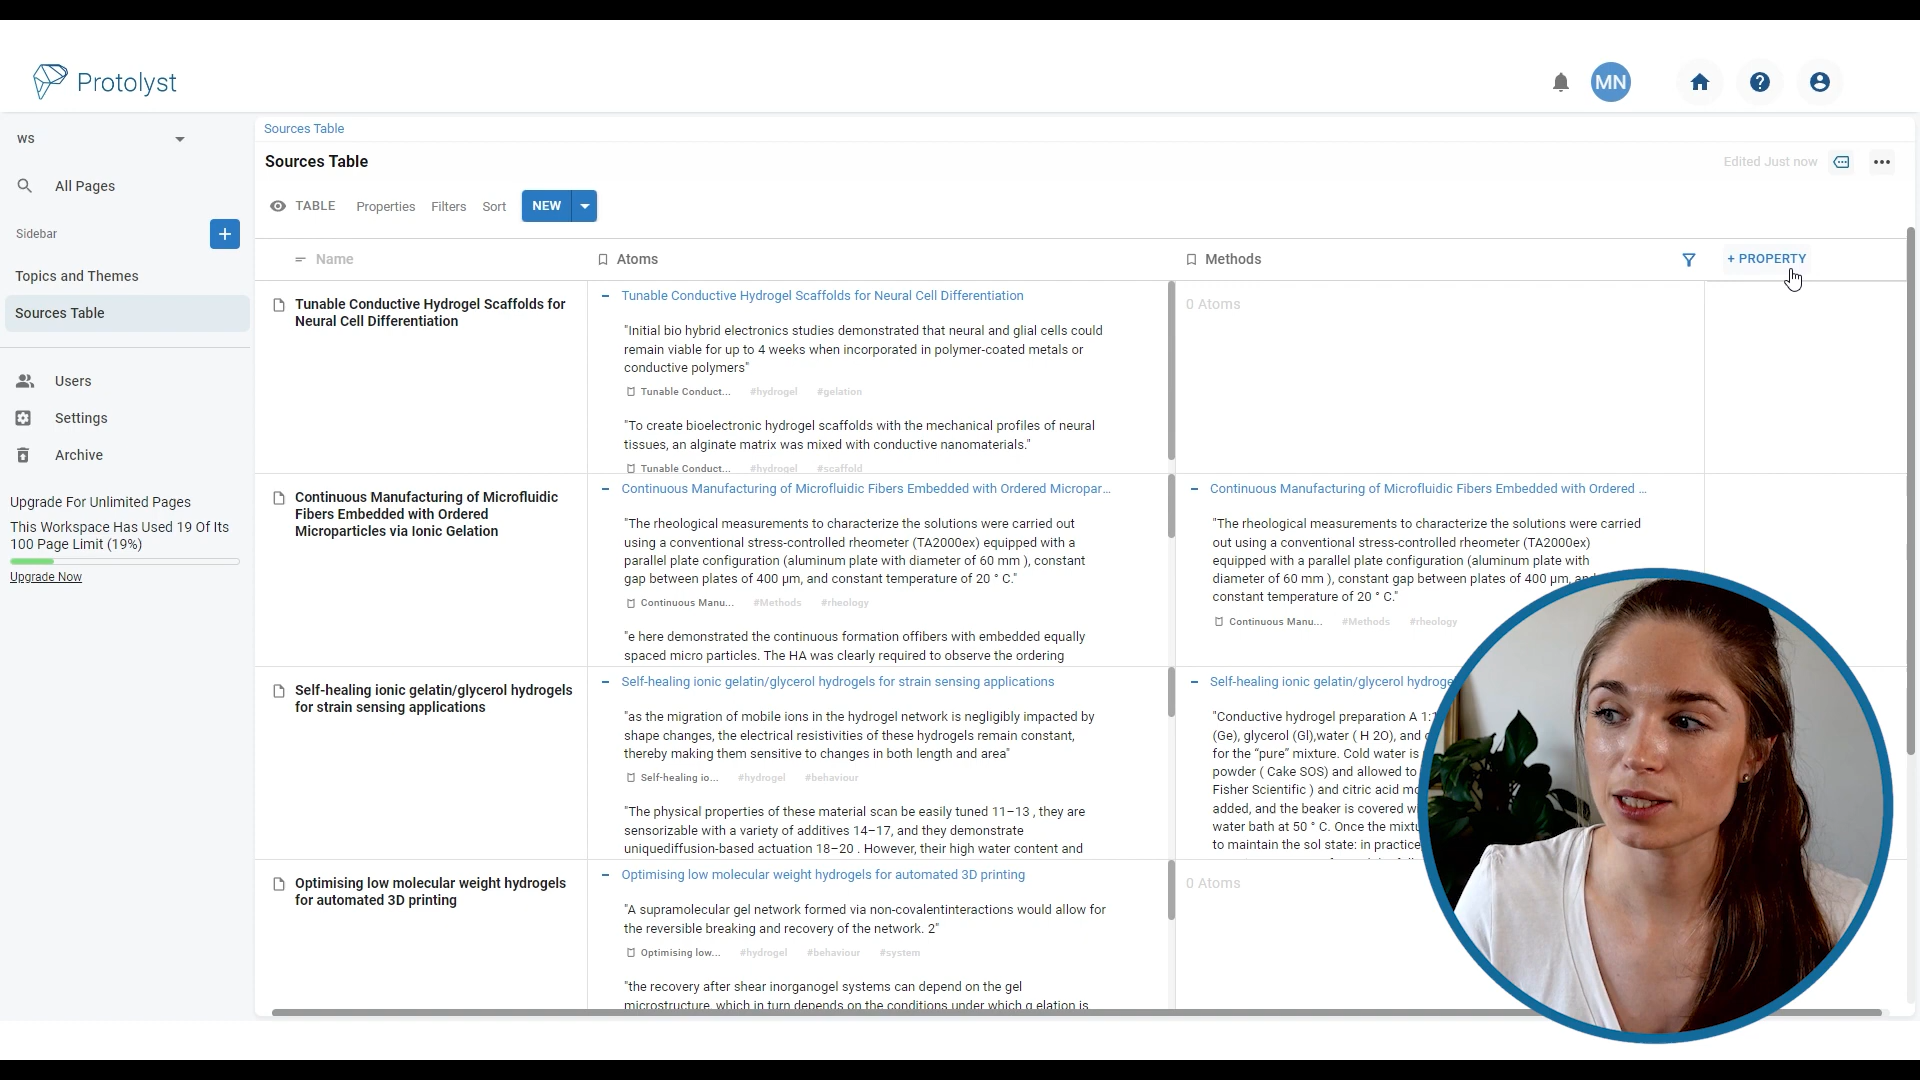 Protolyst
MN
WS
All Pages
Sidebar
+
Topics and Themes
Sources Table
Users
Settings
Archive
Upgrade For Unlimited Pages
This Workspace Has Used 19 Of Its
100 Page Limit (19%)
Upgrade Now
Sources Table
Sources Table
Edited Just now
TABLE
Properties
Filters
Sort
NEW
Name
Atoms
Methods
+ PROPERTY
Tunable Conductive Hydrogel Scaffolds for
Neural Cell Differentiation
Tunable Conductive Hydrogel Scaffolds for Neural Cell Differentiation
"Initial bio hybrid electronics studies demonstrated that neural and glial cells could
remain viable for up to 4 weeks when incorporated in polymer-coated metals or
conductive polymers"
Tunable Conduct... #hydrogel #gelation
"To create bioelectronic hydrogel scaffolds with the mechanical profiles of neural
tissues, an alginate matrix was mixed with conductive nanomaterials."
Tunable Conduct... #hydrogel #scaffold
0 Atoms
Continuous Manufacturing of Microfluidic
Fibers Embedded with Ordered
Microparticles via Ionic Gelation
Continuous Manufacturing of Microfluidic Fibers Embedded with Ordered Micropar...
"The rheological measurements to characterize the solutions were carried out
using a conventional stress-controlled rheometer (TA2000ex) equipped with a
parallel plate configuration (aluminum plate with diameter of 60 mm ), constant
gap between plates of 400 μm, and constant temperature of 20 ° C."
Continuous Manu... #Methods #rheology
"e here demonstrated the continuous formation offibers with embedded equally
spaced micro particles. The HA was clearly required to observe the ordering
Continuous Manufacturing of Microfluidic Fibers Embedded with Ordered ...
"The rheological measurements to characterize the solutions were carried
out using a conventional stress-controlled rheometer (TA2000ex)
equipped with a parallel plate configuration (aluminum plate with
diameter of 60 mm ), constant gap between plates of 400 μm, and
constant temperature of 20 ° C."
Continuous Manu... #Methods #rheology
Self-healing ionic gelatin/glycerol hydrogels
for strain sensing applications
Self-healing ionic gelatin/glycerol hydrogels for strain sensing applications
"as the migration of mobile ions in the hydrogel network is negligibly impacted by
shape changes, the electrical resistivities of these hydrogels remain constant,
thereby making them sensitive to changes in both length and area"
Self-healing io... #hydrogel #behaviour
"The physical properties of these material scan be easily tuned 11–13 , they are
sensorizable with a variety of additives 14–17, and they demonstrate
uniquediffusion-based actuation 18–20 . However, their high water content and
Self-healing ionic gelatin/glycerol hydroge
"Conductive hydrogel preparation A 1:1
(Ge), glycerol (Gl),water ( H 2O), and
for the “pure” mixture. Cold water is
powder ( Cake SOS) and allowed to
Fisher Scientific ) and citric acid mo
added, and the beaker is covered w
water bath at 50 ° C. Once the mixtu
to maintain the sol state: in practice
Optimising low molecular weight hydrogels
for automated 3D printing
Optimising low molecular weight hydrogels for automated 3D printing
"A supramolecular gel network formed via non-covalentinteractions would allow for
the reversible breaking and recovery of the network. 2"
Optimising low... #hydrogel #behaviour #system
"the recovery after shear inorganogel systems can depend on the gel
microstructure, which in turn depends on the conditions under which g elation is
0 Atoms